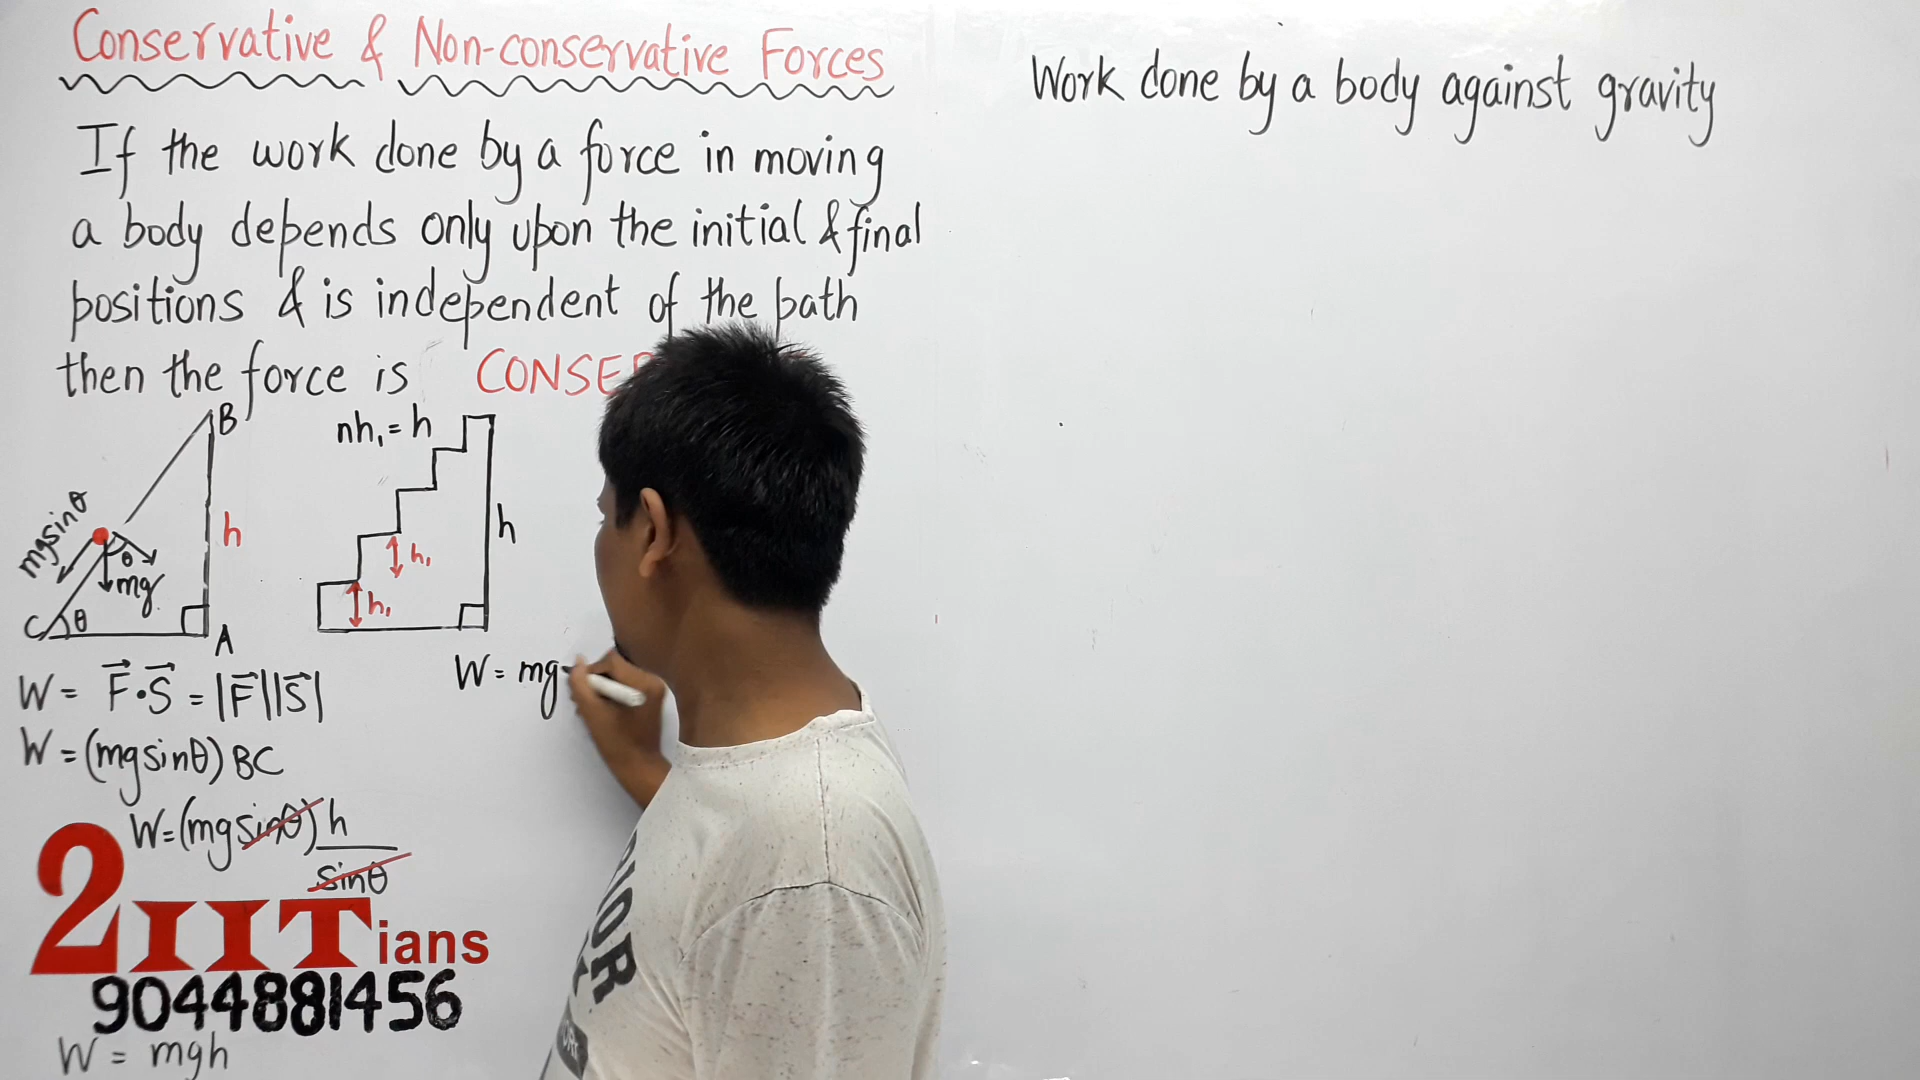 Conservative & Non-conservative Forces
If the work done by a force in moving
a body depends only upon the initial & final
positions & is independent of the path
then the force is
B
h
mgsinθ
θ
mg
C θ
A
nh₁ = h
h
h₁
h₁
W = F⃗·S⃗ = |F⃗||S⃗|
W = (mgsinθ) BC
W = (mgsinθ) h
sinθ
2IITians
9044881456
W = mgh
W = mg
Work done by a body against gravity